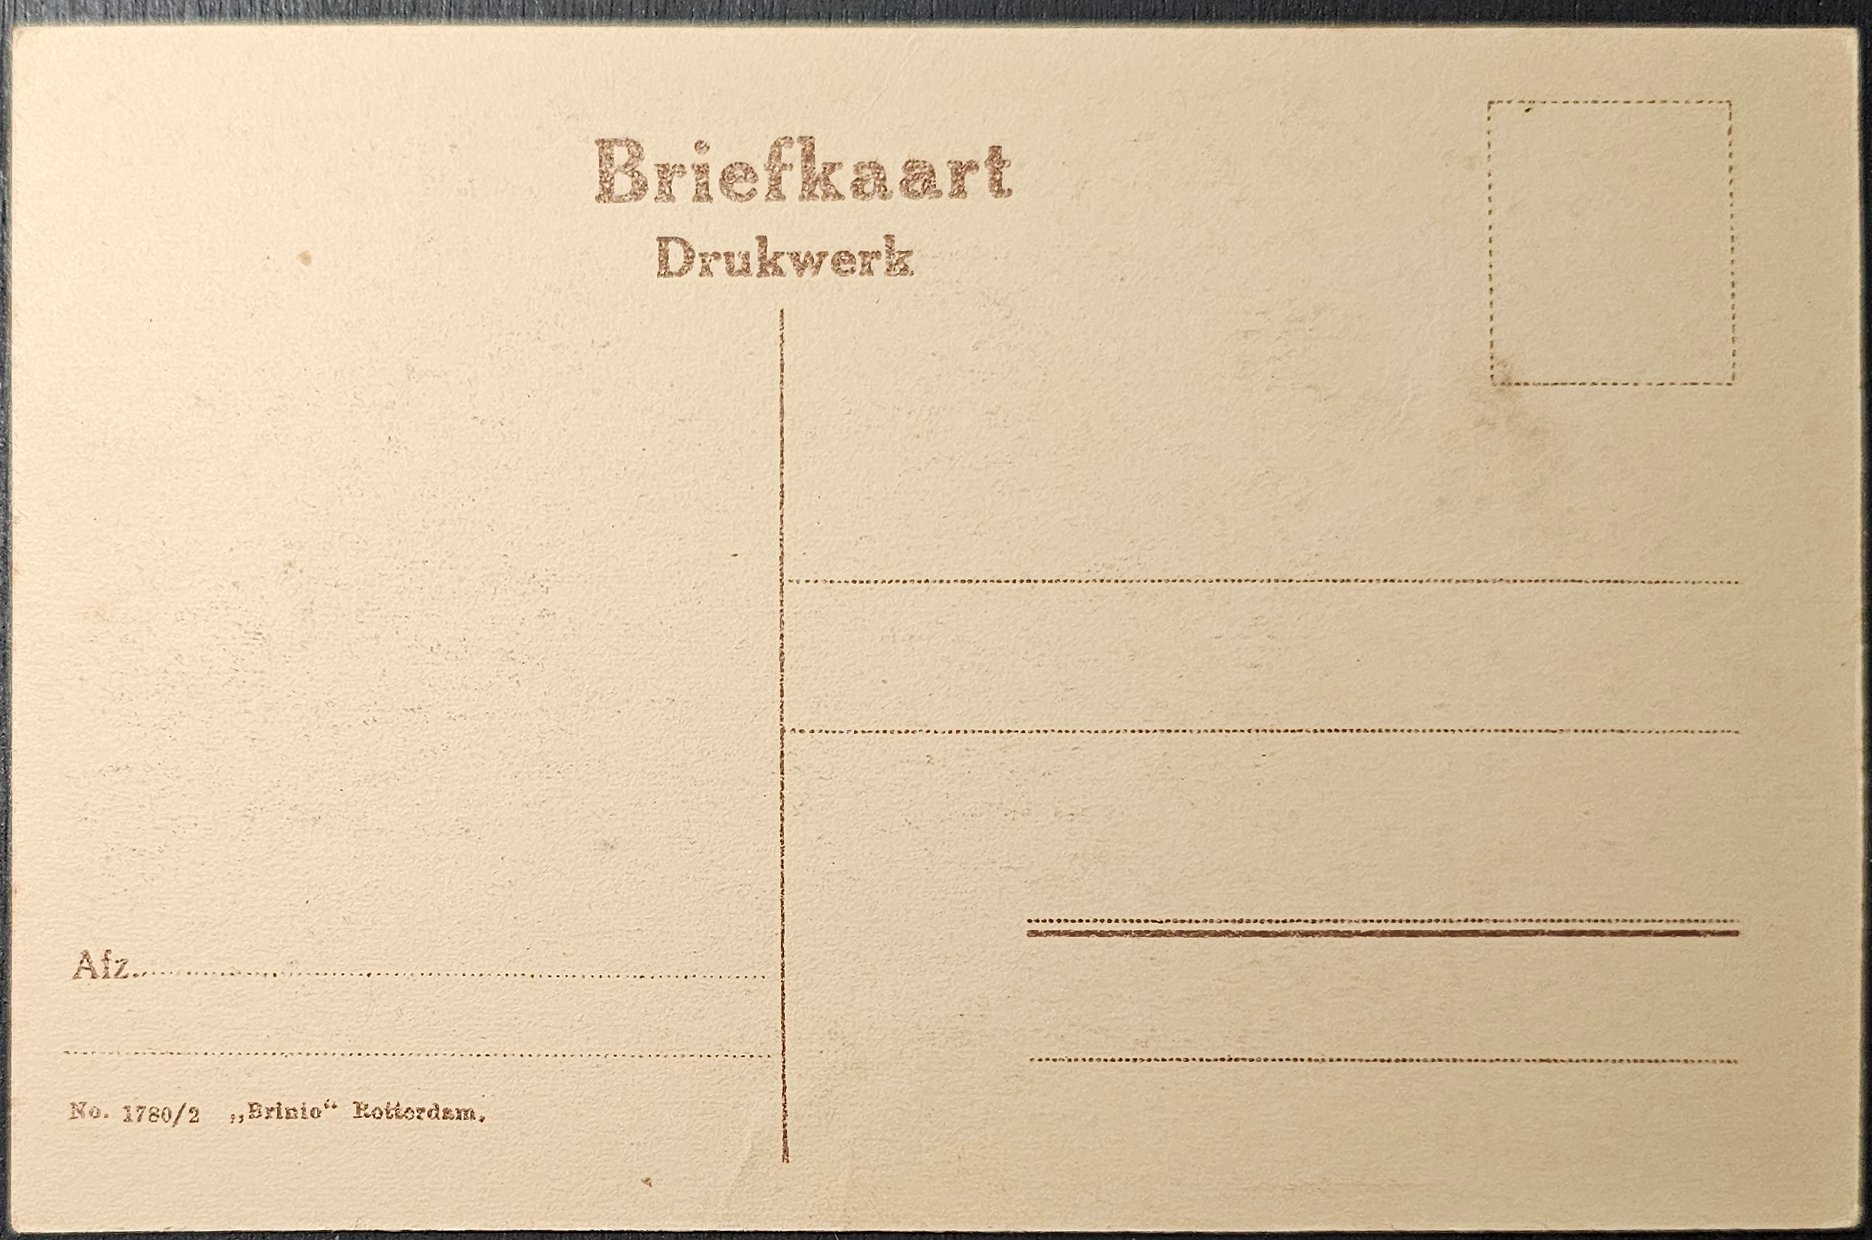 Briefkaart
Drukwerk
Afz.
No. 1780/2 „Brinio“ Rotterdam.